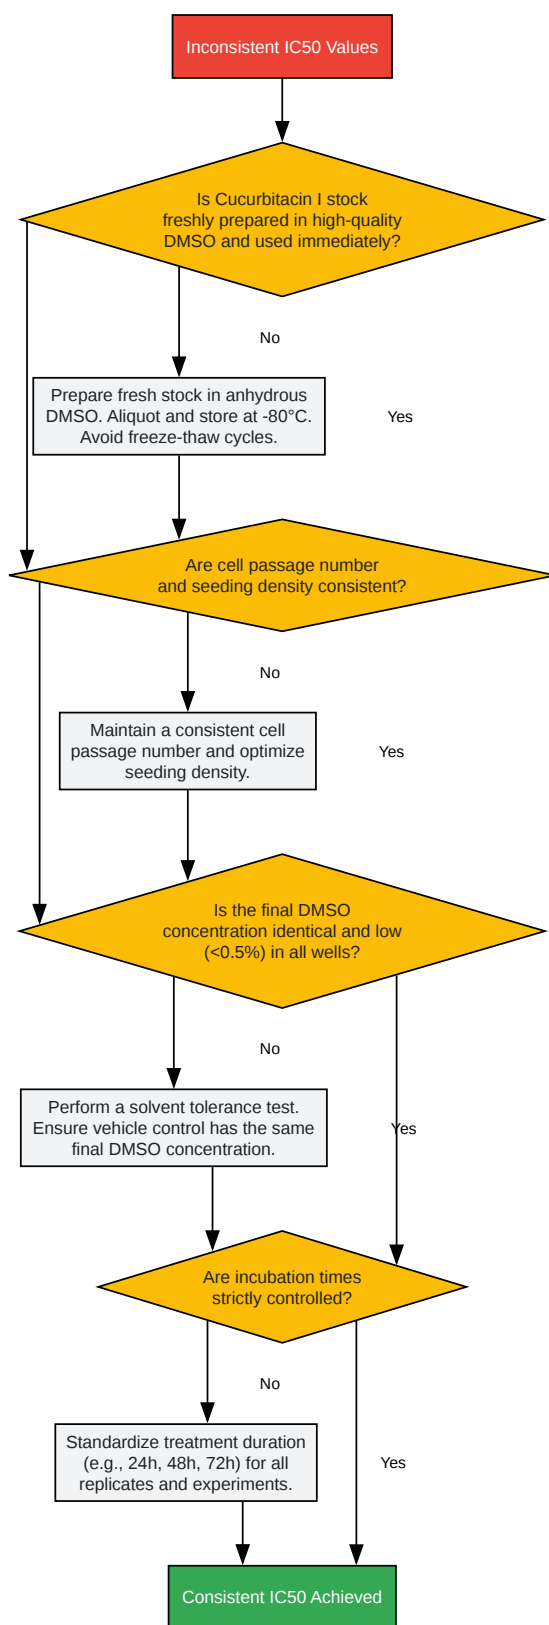 Inconsistent IC50 Values
Is Cucurbitacin I stock
freshly prepared in high-quality
DMSO and used immediately?
No
Prepare fresh stock in anhydrous
DMSO. Aliquot and store at -80°C.
Avoid freeze-thaw cycles.
Yes
Are cell passage number
and seeding density consistent?
No
Maintain a consistent cell
passage number and optimize
seeding density.
Yes
Is the final DMSO
concentration identical and low
(<0.5%) in all wells?
No
Perform a solvent tolerance test.
Ensure vehicle control has the same
final DMSO concentration.
Yes
Are incubation times
strictly controlled?
No
Standardize treatment duration
(e.g., 24h, 48h, 72h) for all
replicates and experiments.
Yes
Consistent IC50 Achieved